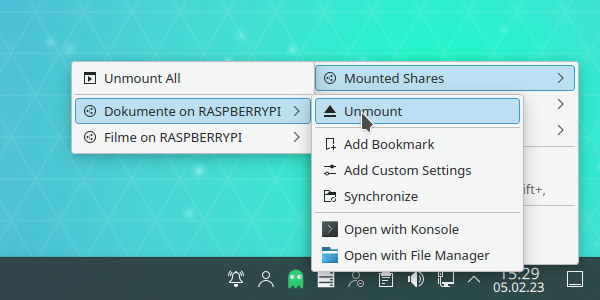 Unmount All
Dokumente on RASPBERRYPI
Filme on RASPBERRYPI
Mounted Shares
Unmount
Add Bookmark
Add Custom Settings
Synchronize
Open with Konsole
Open with File Manager
ift+,
15:29
05.02.23